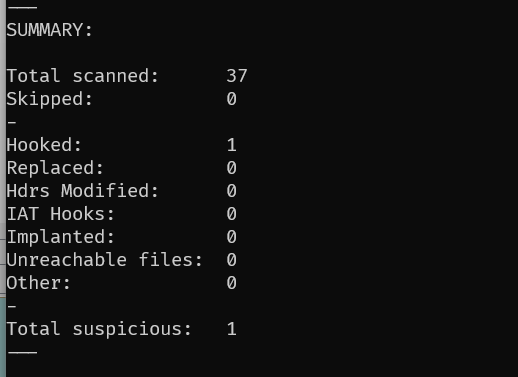 ---
SUMMARY:
Total scanned: 37
Skipped: 0
-
Hooked: 1
Replaced: 0
Hdrs Modified: 0
IAT Hooks: 0
Implanted: 0
Unreachable files: 0
Other: 0
-
Total suspicious: 1
---